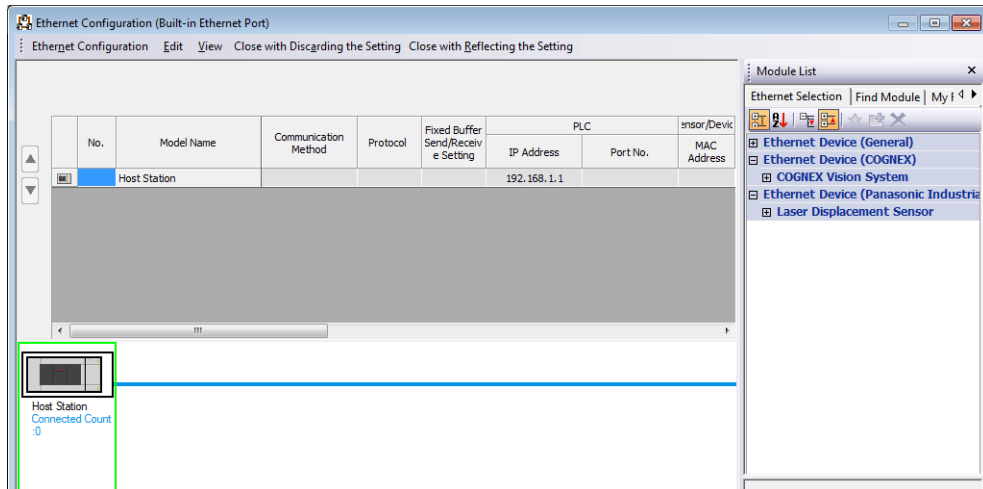 Ethernet Configuration (Built-in Ethernet Port)
Ethernet Configuration Edit View Close with Discarding the Setting Close with Reflecting the Setting
Module List
Ethernet Selection Find Module My F
No. Model Name Communication Method Protocol Fixed Buffer Send/Receiv e Setting PLC ensor/Devic
IP Address Port No. MAC Address
Host Station 192.168.1.1
Ethernet Device (General)
Ethernet Device (COGNEX)
COGNEX Vision System
Ethernet Device (Panasonic Industria
Laser Displacement Sensor
Host Station
Connected Count
:0